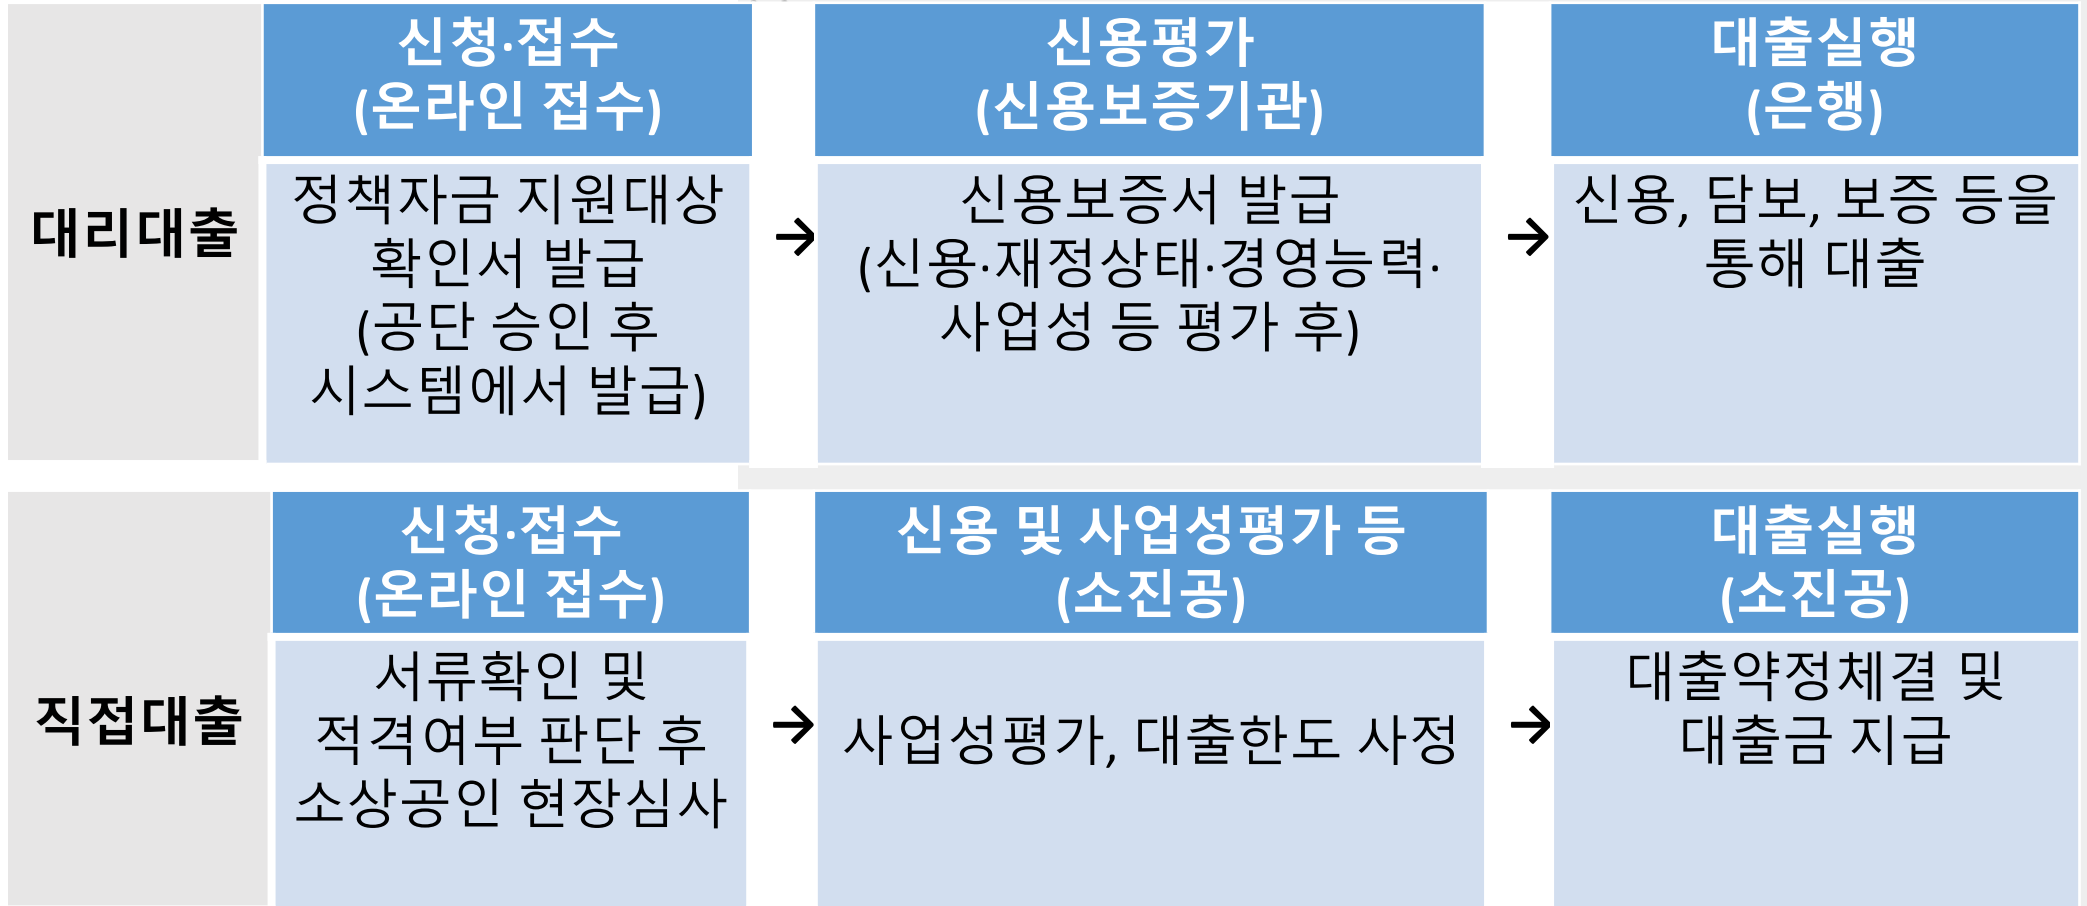 대리대출
신청·접수
(온라인 접수)
정책자금 지원대상
확인서 발급
(공단 승인 후
시스템에서 발급)
→
신용평가
(신용보증기관)
신용보증서 발급
(신용·재정상태·경영능력·
사업성 등 평가 후)
→
대출실행
(은행)
신용, 담보, 보증 등을
통해 대출
직접대출
신청·접수
(온라인 접수)
서류확인 및
적격여부 판단 후
소상공인 현장심사
→
신용 및 사업성평가 등
(소진공)
사업성평가, 대출한도 사정
→
대출실행
(소진공)
대출약정체결 및
대출금 지급